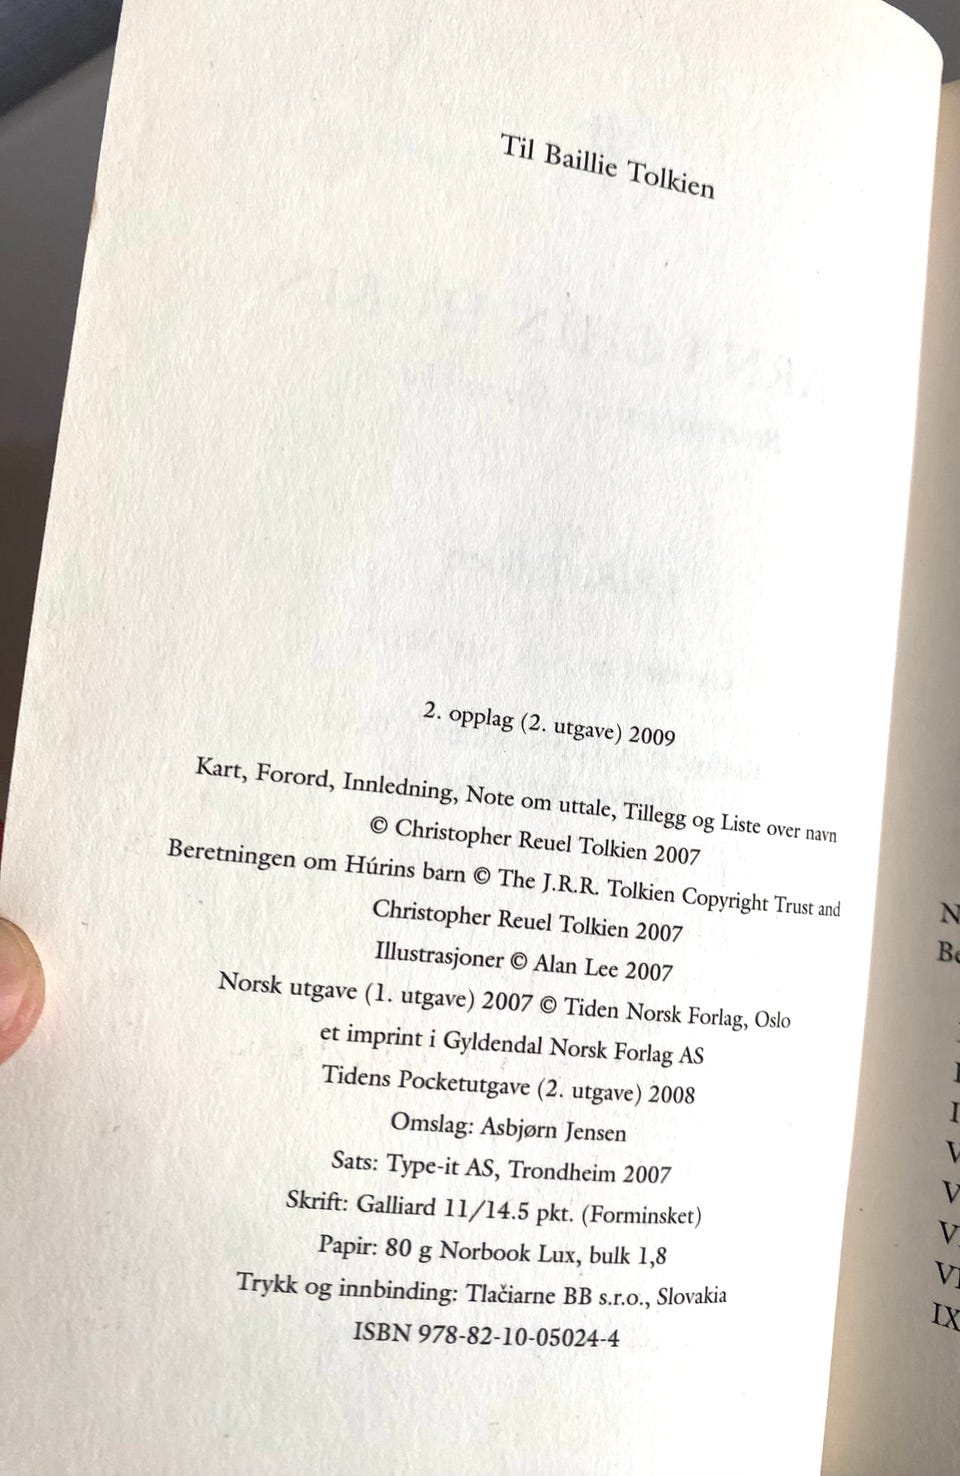 Til Baillie Tolkien
2. opplag (2. utgave) 2009
Kart, Forord, Innledning, Note om uttale, Tillegg og Liste over navn
© Christopher Reuel Tolkien 2007
Beretningen om Húrins barn © The J.R.R. Tolkien Copyright Trust and
Christopher Reuel Tolkien 2007
Illustrasjoner © Alan Lee 2007
Norsk utgave (1. utgave) 2007 © Tiden Norsk Forlag, Oslo
et imprint i Gyldendal Norsk Forlag AS
Tidens Pocketutgave (2. utgave) 2008
Omslag: Asbjørn Jensen
Sats: Type-it AS, Trondheim 2007
Skrift: Galliard 11/14.5 pkt. (Forminsket)
Papir: 80 g Norbook Lux, bulk 1,8
Trykk og innbinding: Tlačiarne BB s.r.o., Slovakia
ISBN 978-82-10-05024-4